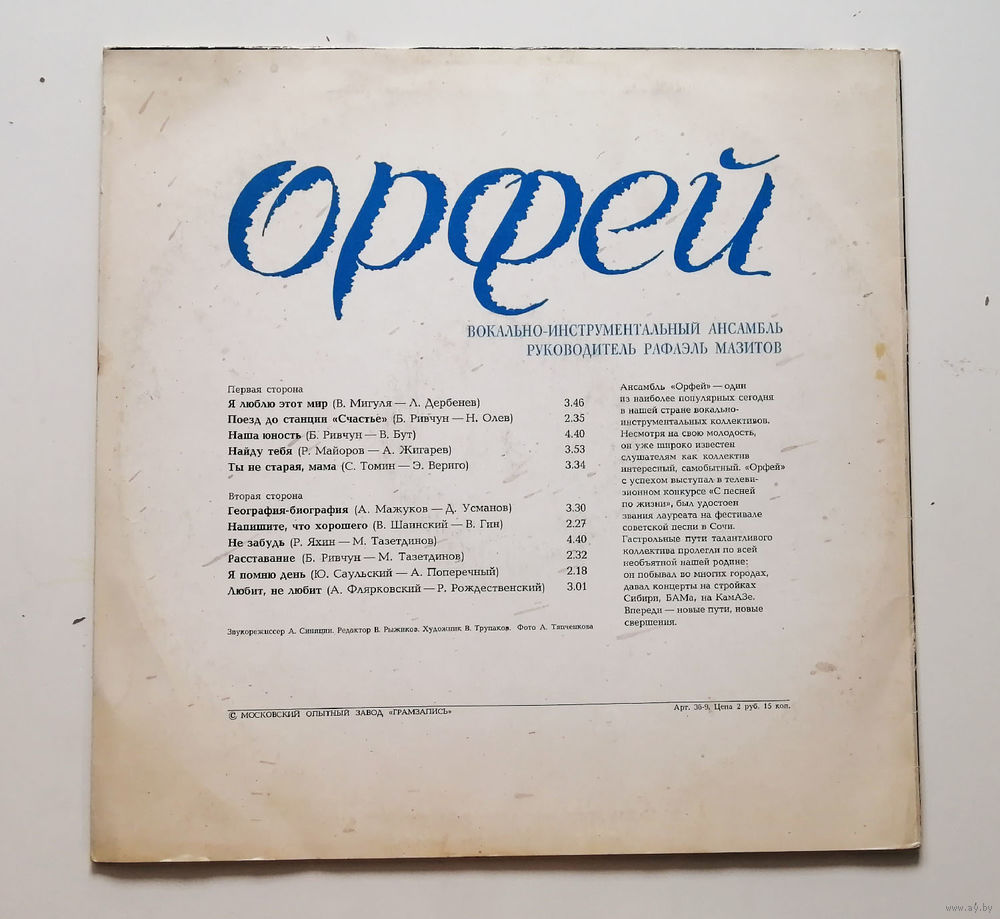 орфей
ВОКАЛЬНО-ИНСТРУМЕНТАЛЬНЫЙ АНСАМБЛЬ
РУКОВОДИТЕЛЬ РАФАЭЛЬ МАЗИТОВ
Первая сторона
Я люблю этот мир (В. Мигуля — Л. Дербенев) 3.46
Поезд до станции «Счастье» (Б. Ривчун — Н. Олев) 2.35
Наша юность (Б. Ривчун — В. Бут) 4.40
Найду тебя (Р. Майоров — А. Жигарев) 3.53
Ты не старая, мама (С. Томин — Э. Вериго) 3.34
Вторая сторона
География-биография (А. Мажуков — Д. Усманов) 3.30
Напишите, что хорошего (В. Шаинский — В. Гин) 2.27
Не забудь (Р. Яхин — М. Тазетдинов) 4.40
Расставание (Б. Ривчун — М. Тазетдинов) 2.32
Я помню день (Ю. Саульский — А. Поперечный) 2.18
Любит, не любит (А. Флярковский — Р. Рождественский) 3.01
Звукорежиссер А. Синицин. Редактор В. Рыжиков. Художник В. Трупаков. Фото А. Тяпченкова
Ансамбль «Орфей» — один
из наиболее популярных сегодня
в нашей стране вокально-
инструментальных коллективов.
Несмотря на свою молодость,
он уже широко известен
слушателям как коллектив
интересный, самобытный. «Орфей»
с успехом выступал в телеви-
зионном конкурсе «С песней
по жизни», был удостоен
звания лауреата на фестивале
советской песни в Сочи.
Гастрольные пути талантливого
коллектива пролегли по всей
необъятной нашей родине:
он побывал во многих городах,
давал концерты на стройках
Сибири, БАМа, на КамАЗе.
Впереди — новые пути, новые
свершения.
© МОСКОВСКИЙ ОПЫТНЫЙ ЗАВОД «ГРАМЗАПИСЬ»
Арт. 36-9. Цена 2 руб. 15 коп.
www.aÿ.by